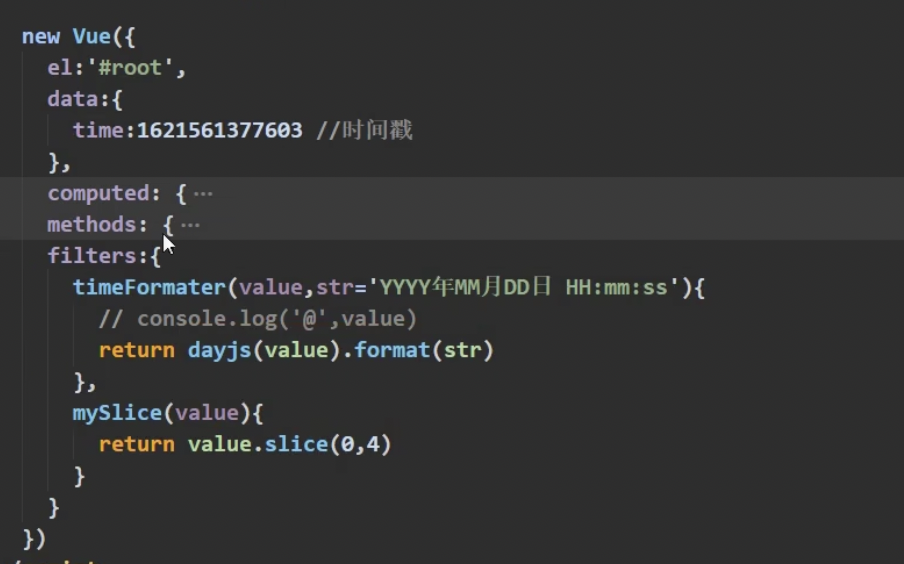 new Vue({
el:'#root',
data:{
time:1621561377603 //时间戳
},
computed: {···
methods: {···
filters:{
timeFormater(value,str='YYYY年MM月DD日 HH:mm:ss'){
// console.log('@',value)
return dayjs(value).format(str)
},
mySlice(value){
return value.slice(0,4)
}
}
})